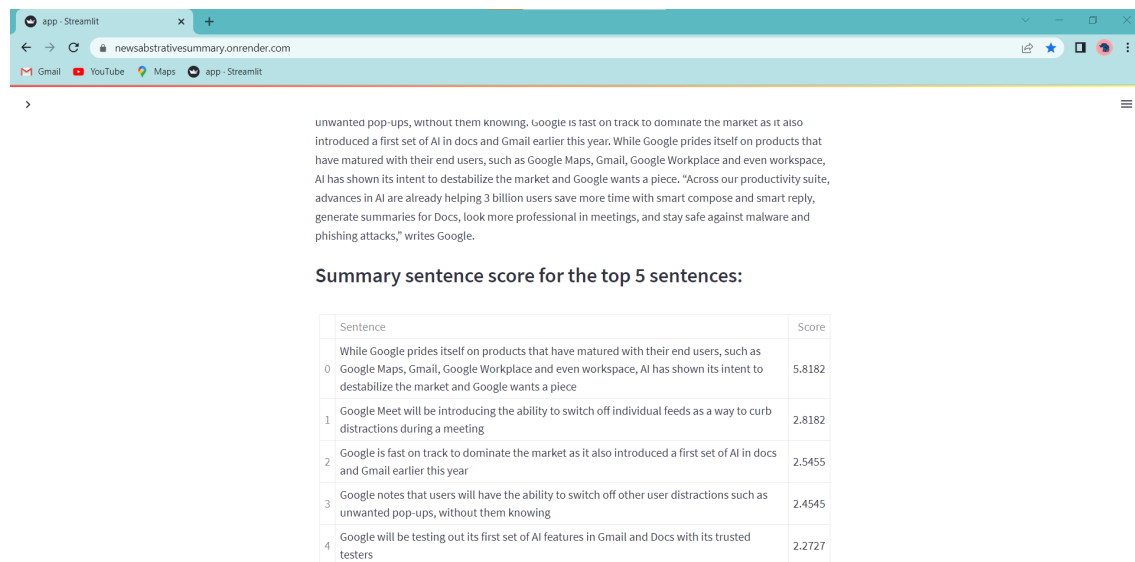 app · Streamlit
newsabstrativesummary.onrender.com
Gmail YouTube Maps app · Streamlit
unwanted pop-ups, without them knowing. Google is fast on track to dominate the market as it also
introduced a first set of AI in docs and Gmail earlier this year. While Google prides itself on products that
have matured with their end users, such as Google Maps, Gmail, Google Workplace and even workspace,
AI has shown its intent to destabilize the market and Google wants a piece. “Across our productivity suite,
advances in AI are already helping 3 billion users save more time with smart compose and smart reply,
generate summaries for Docs, look more professional in meetings, and stay safe against malware and
phishing attacks,” writes Google.
Summary sentence score for the top 5 sentences:
Sentence Score
While Google prides itself on products that have matured with their end users, such as
0 Google Maps, Gmail, Google Workplace and even workspace, AI has shown its intent to 5.8182
destabilize the market and Google wants a piece
1 Google Meet will be introducing the ability to switch off individual feeds as a way to curb 2.8182
distractions during a meeting
2 Google is fast on track to dominate the market as it also introduced a first set of AI in docs 2.5455
and Gmail earlier this year
3 Google notes that users will have the ability to switch off other user distractions such as 2.4545
unwanted pop-ups, without them knowing
4 Google will be testing out its first set of AI features in Gmail and Docs with its trusted 2.2727
testers